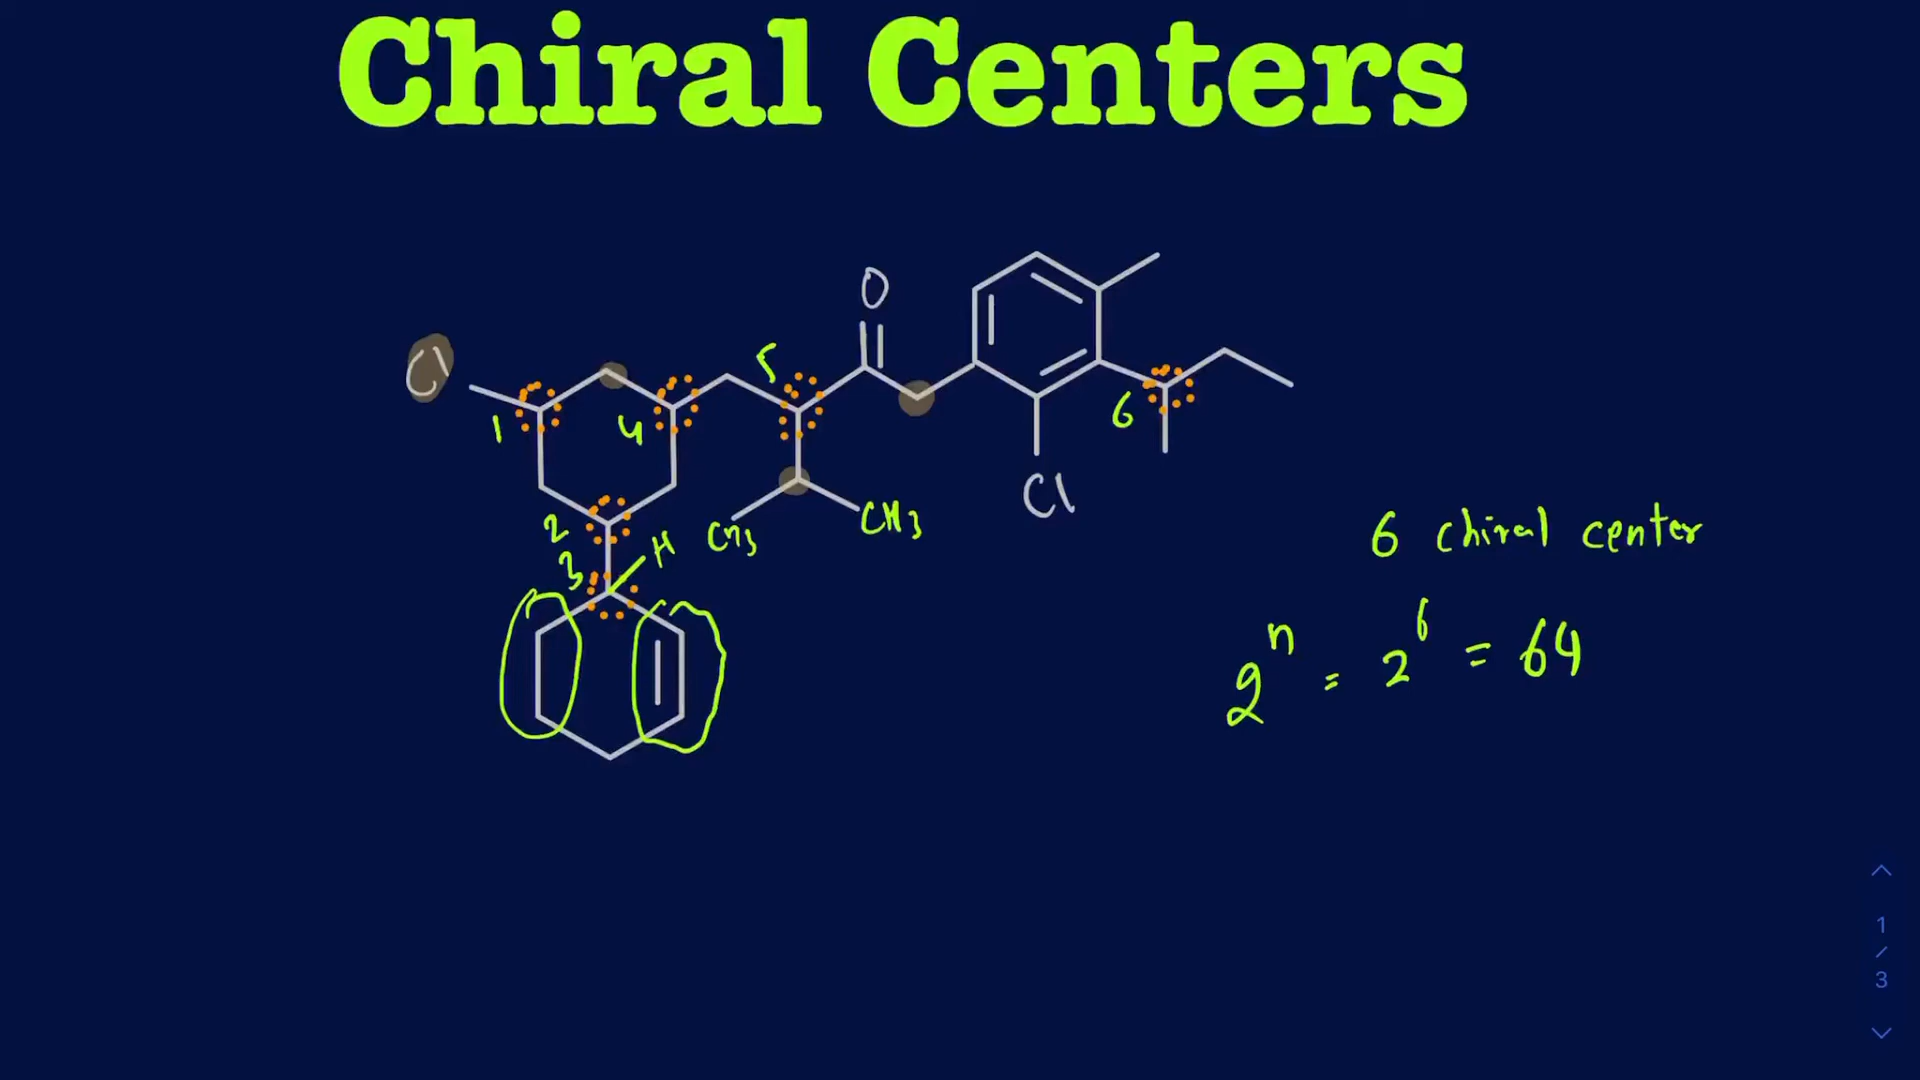 Chiral Centers
O
Cl
1
4
5
6
2
H
CH3
CH3
Cl
3
6 chiral center
2^n = 2^6 = 64
1
/
3